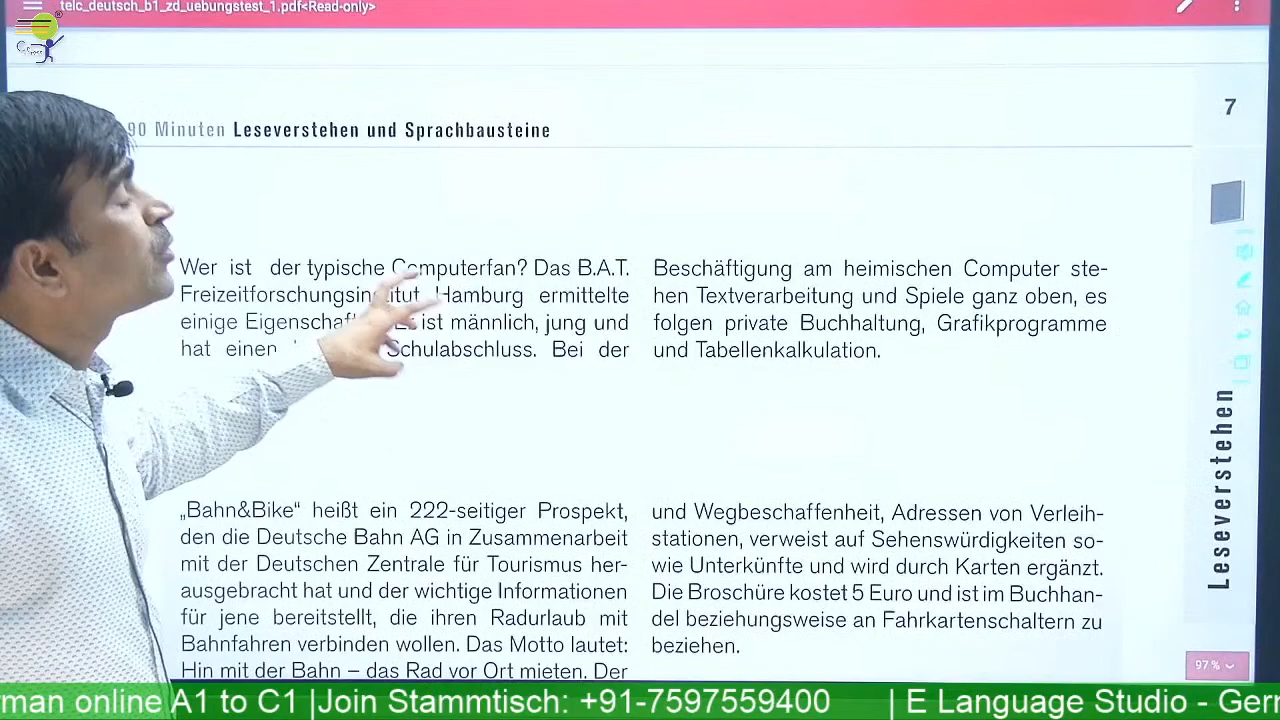 telc_deutsch_b1_zd_uebungstest_1.pdf<Read-only>
7
90 Minuten Leseverstehen und Sprachbausteine
Wer ist der typische Computerfan? Das B.A.T.
Hamburg ermittelte
einige ist männlich, jung und
hat einen Schulabschluss. Bei der
Beschäftigung am heimischen Computer ste-
hen Textverarbeitung und Spiele ganz oben, es
folgen private Buchhaltung, Grafikprogramme
und Tabellenkalkulation.
„Bahn&Bike“ heißt ein 222-seitiger Prospekt,
den die Deutsche Bahn AG in Zusammenarbeit
mit der Deutschen Zentrale für Tourismus her-
ausgebracht hat und der wichtige Informationen
für jene bereitstellt, die ihren Radurlaub mit
Bahnfahren verbinden wollen. Das Motto lautet:
Hin mit der Bahn – das Rad vor Ort mieten. Der
und Wegbeschaffenheit, Adressen von Verleih-
stationen, verweist auf Sehenswürdigkeiten so-
wie Unterkünfte und wird durch Karten ergänzt.
Die Broschüre kostet 5 Euro und ist im Buchhan-
del beziehungsweise an Fahrkartenschaltern zu
beziehen.
Leseverstehen
97%
man online A1 to C1 |Join Stammtisch: +91-7597559400 | E Language Studio - Ger